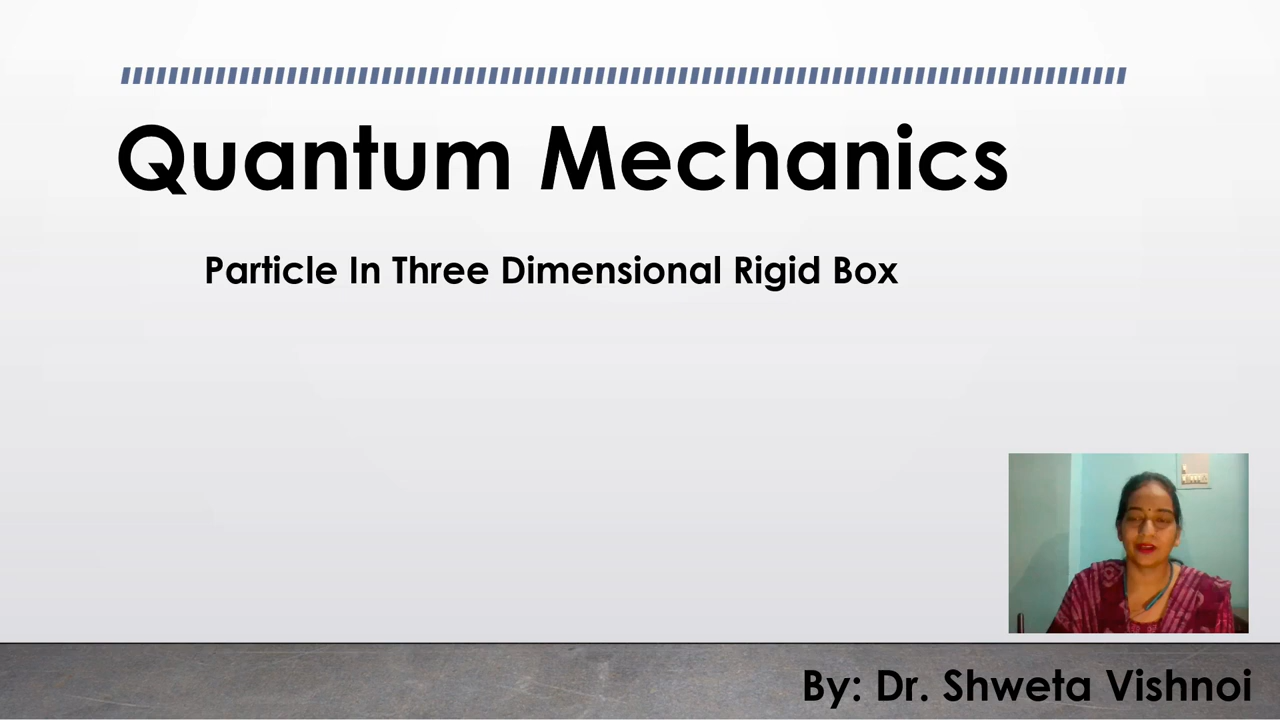 Quantum Mechanics
Particle In Three Dimensional Rigid Box
By: Dr. Shweta Vishnoi